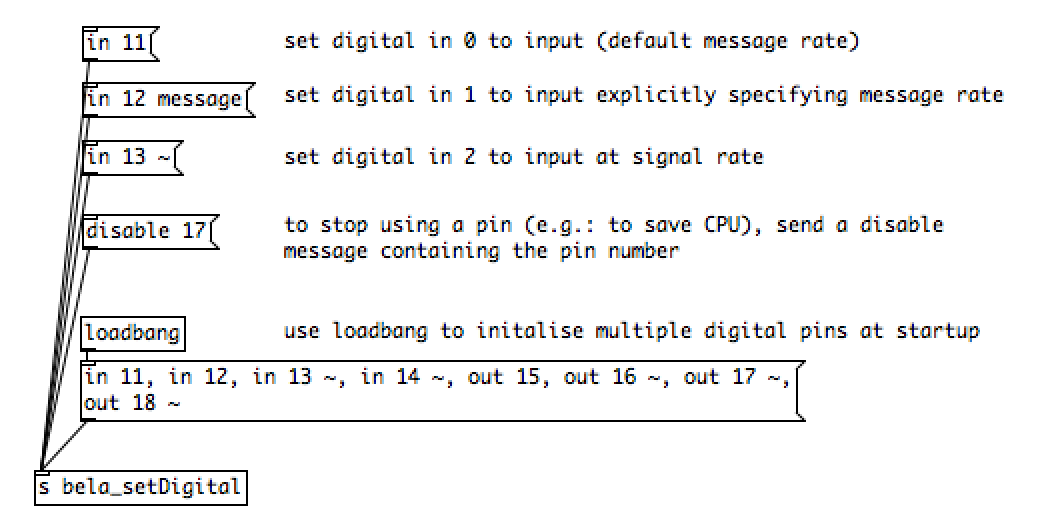 in 11
set digital in 0 to input (default message rate)
in 12 message
set digital in 1 to input explicitly specifying message rate
in 13 ~
set digital in 2 to input at signal rate
disable 17
to stop using a pin (e.g.: to save CPU), send a disable
message containing the pin number
loadbang
use loadbang to initalise multiple digital pins at startup
in 11, in 12, in 13 ~, in 14 ~, out 15, out 16 ~, out 17 ~,
out 18 ~
s bela_setDigital